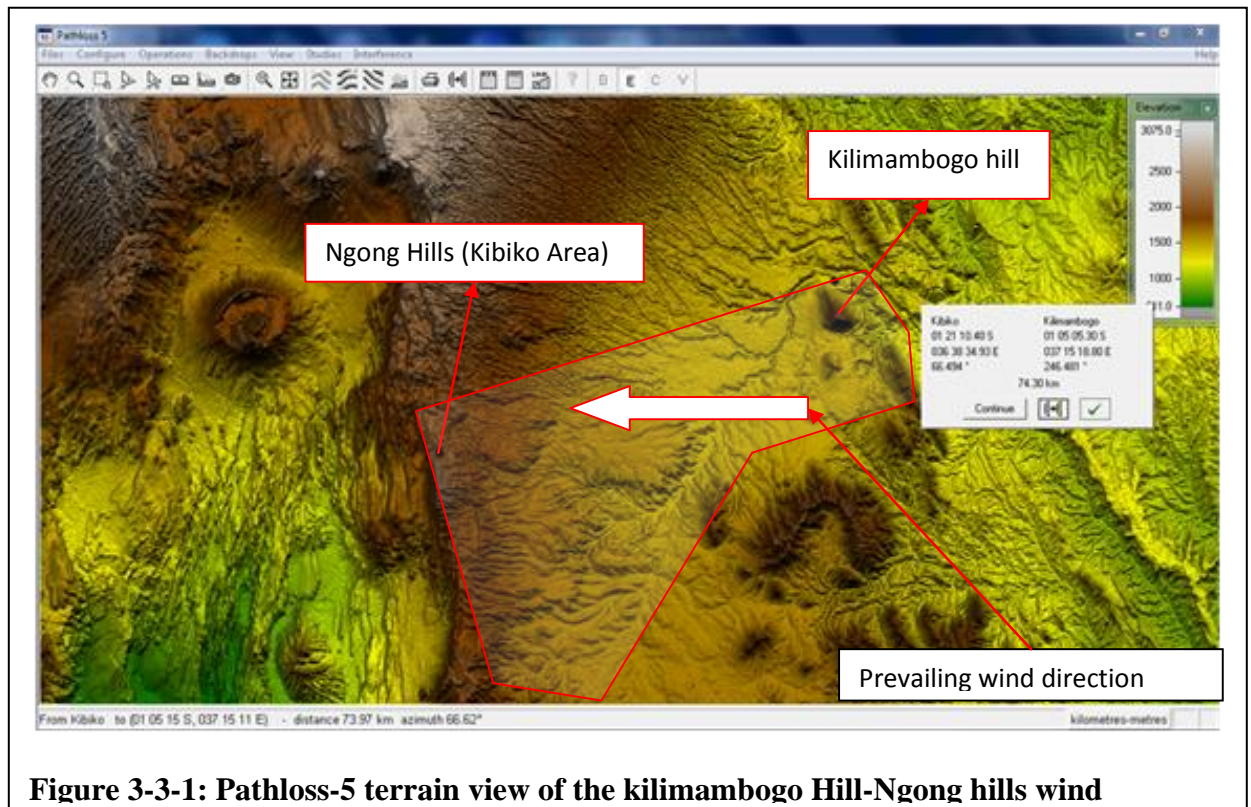 Pathloss 5
Files Configure Operations Backdrops View Studies Interference Help
B E C V
Elevation
3075.0
2500
2000
1500
1000
Kilimambogo hill
Ngong Hills (Kibiko Area)
Kibiko Kilimambogo
01 21 10.40 S 01 05 05.30 S
036 38 34.93 E 037 15 18.80 E
66.494 ° 246.481 °
74.30 km
Continue
Prevailing wind direction
From Kibiko to (01 05 15 S, 037 15 11 E) - distance 73.97 km azimuth 66.62°
kilometres-metres
Figure 3-3-1: Pathloss-5 terrain view of the kilimambogo Hill-Ngong hills wind